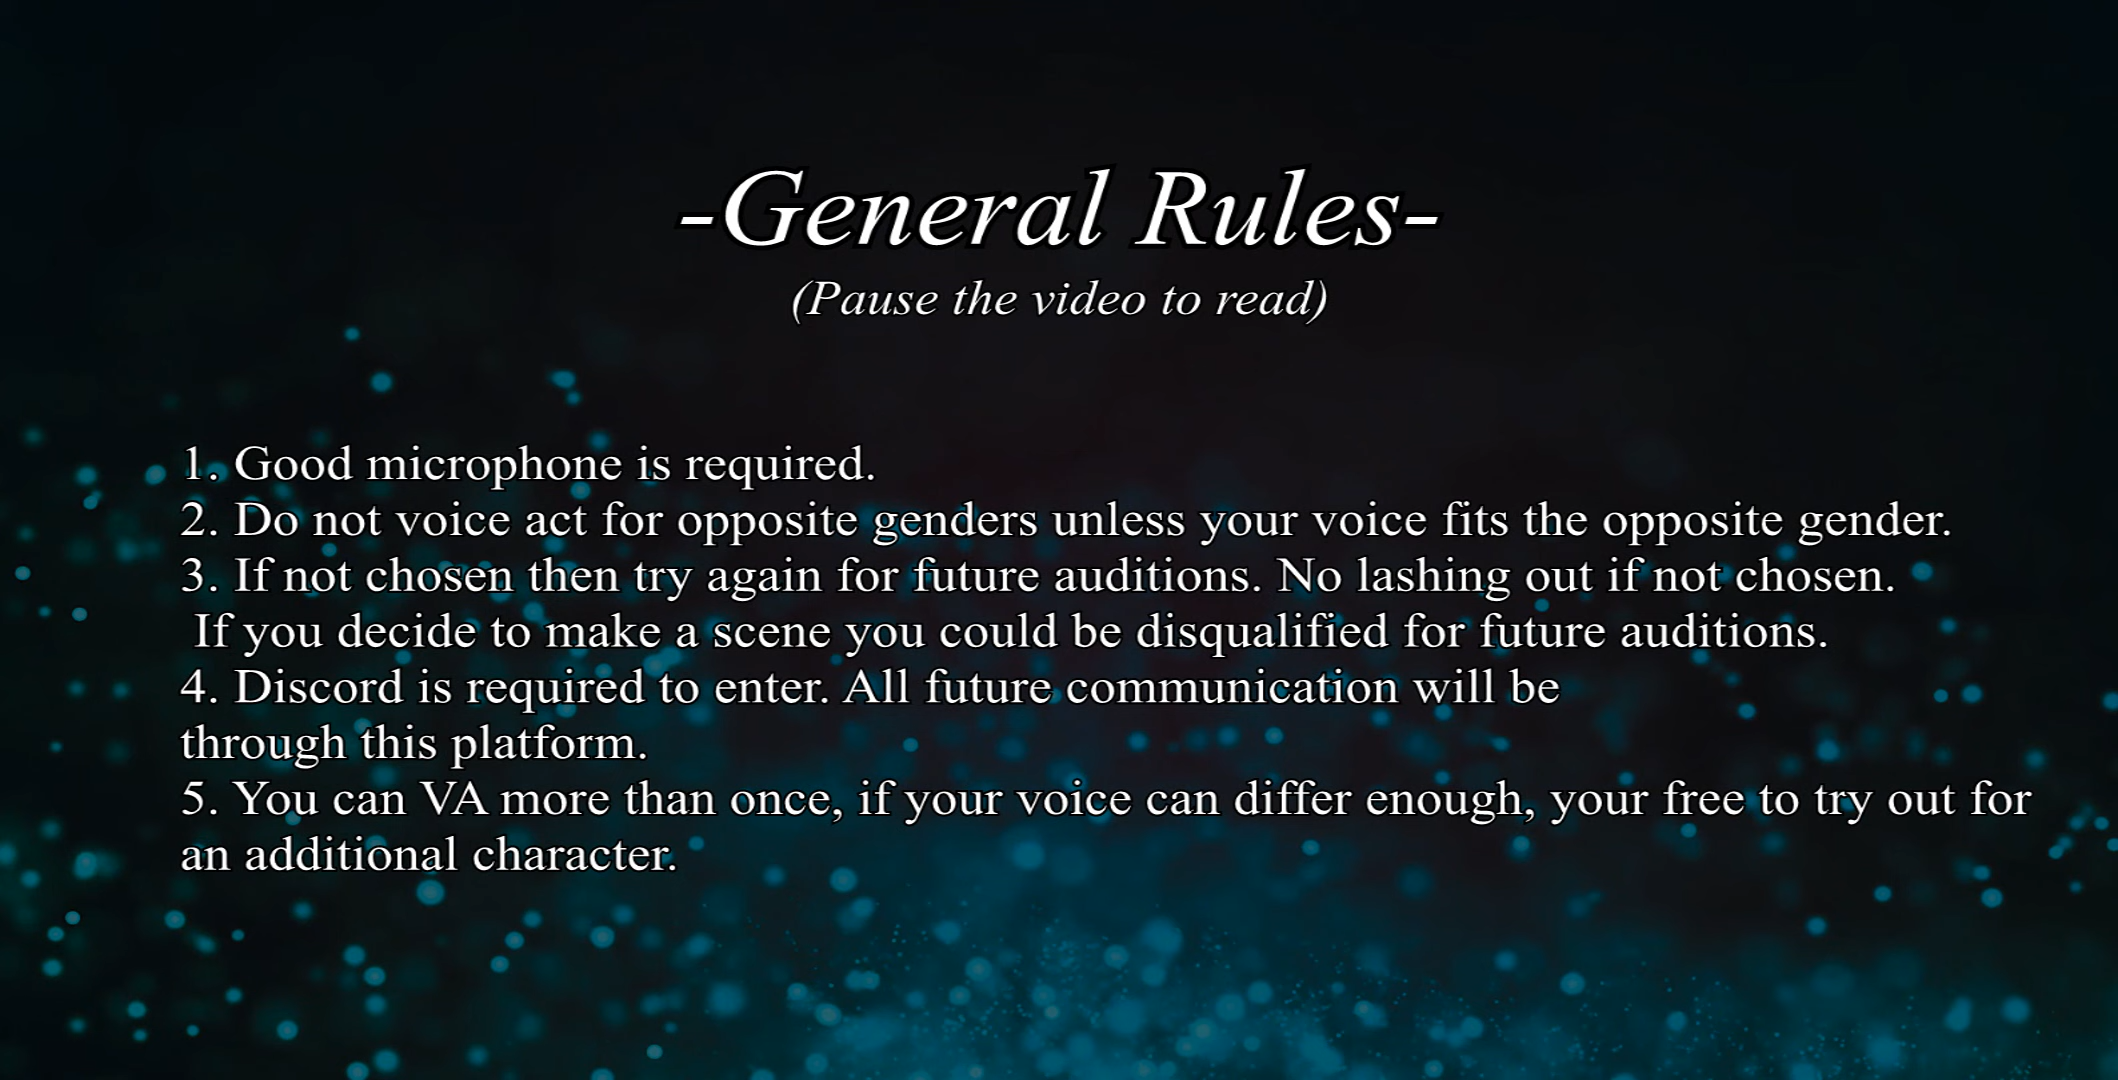 -General Rules-
(Pause the video to read)
1. Good microphone is required.
2. Do not voice act for opposite genders unless your voice fits the opposite gender.
3. If not chosen then try again for future auditions. No lashing out if not chosen.
If you decide to make a scene you could be disqualified for future auditions.
4. Discord is required to enter. All future communication will be
through this platform.
5. You can VA more than once, if your voice can differ enough, your free to try out for
an additional character.